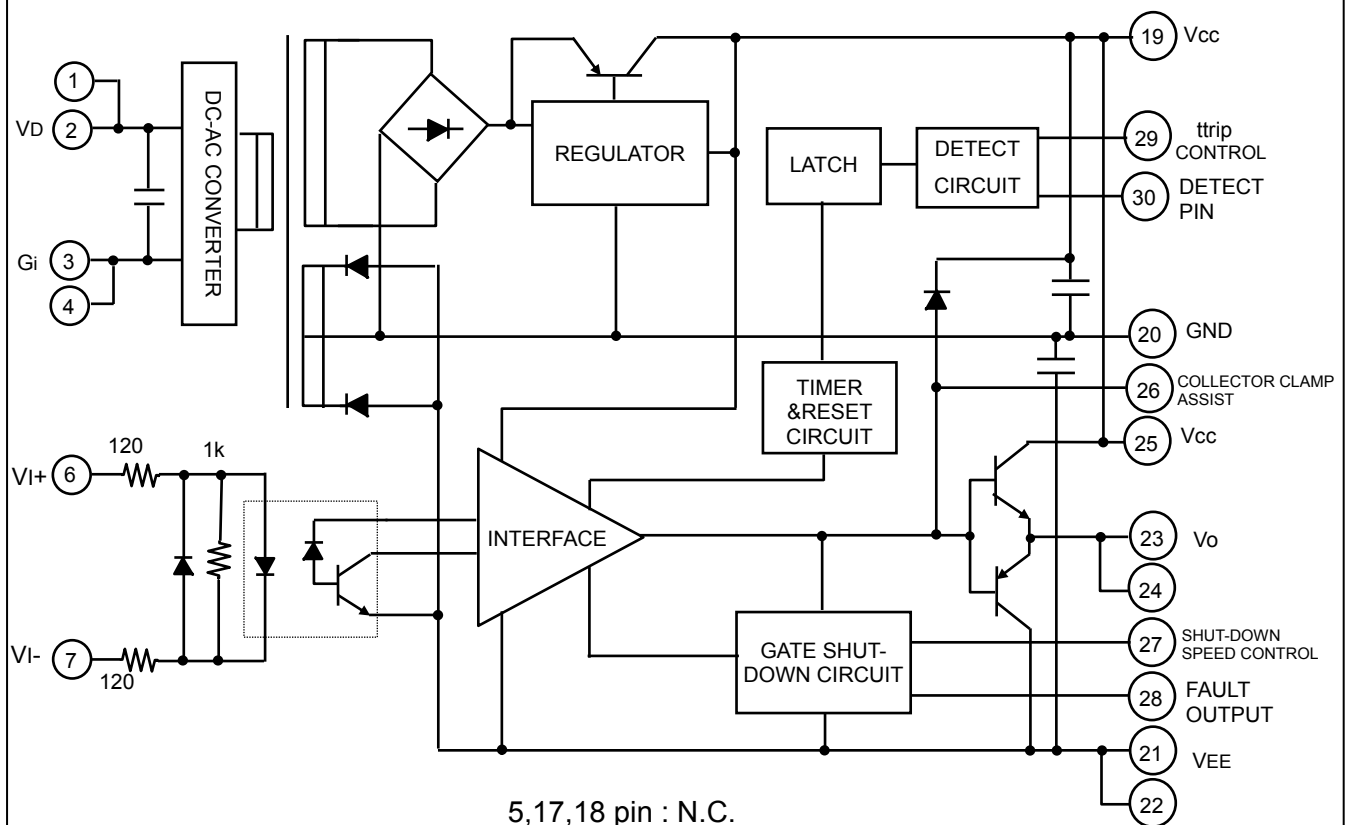 1
VD
2
Gi
3
4
DC-AC CONVERTER
REGULATOR
LATCH
DETECT
CIRCUIT
19
Vcc
29
ttrip
CONTROL
30
DETECT
PIN
20
GND
TIMER
&RESET
CIRCUIT
26
COLLECTOR CLAMP
ASSIST
25
Vcc
VI+
6
120
1k
VI-
7
120
INTERFACE
23
Vo
24
GATE SHUT-
DOWN CIRCUIT
27
SHUT-DOWN
SPEED CONTROL
28
FAULT
OUTPUT
21
VEE
22
5,17,18 pin : N.C.